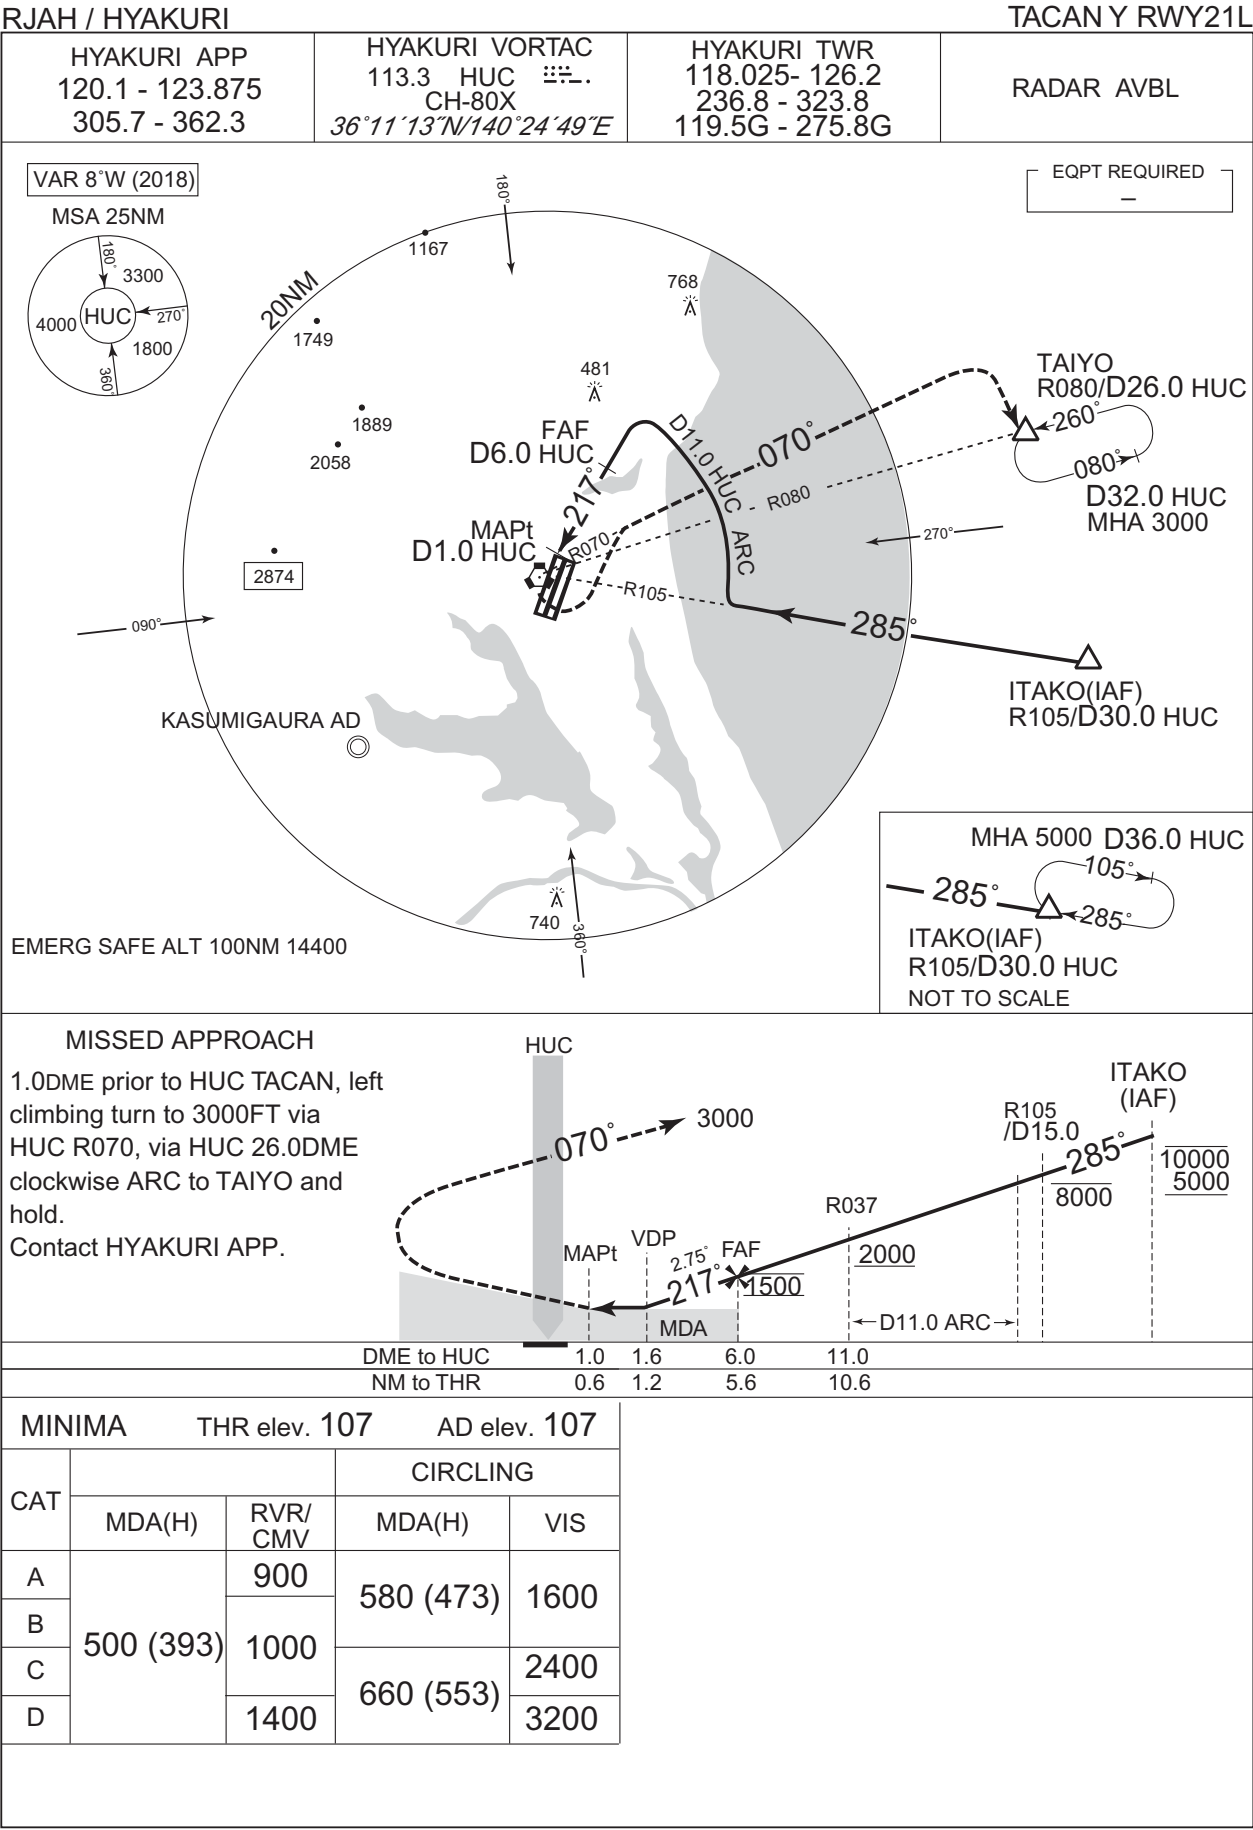 RJAH / HYAKURI
TACAN Y RWY21L
HYAKURI APP
120.1 - 123.875
305.7 - 362.3
HYAKURI VORTAC
113.3 HUC
CH-80X
36°11´13˝N/140°24´49˝E
HYAKURI TWR
118.025- 126.2
236.8 - 323.8
119.5G - 275.8G
RADAR AVBL
VAR 8°W (2018)
MSA 25NM
180°
3300
4000
HUC
270°
1800
360°
EQPT REQUIRED
–
180°
1167
20NM
768
1749
481
TAIYO
R080/D26.0 HUC
260°
080°
D32.0 HUC
MHA 3000
1889
2058
FAF
D6.0 HUC
D11.0 HUC ARC
070°
217°
R080
MAPt
D1.0 HUC
R070
270°
2874
R105
090°
285°
ITAKO(IAF)
R105/D30.0 HUC
KASUMIGAURA AD
740
360°
EMERG SAFE ALT 100NM 14400
MHA 5000 D36.0 HUC
105°
285°
285°
ITAKO(IAF)
R105/D30.0 HUC
NOT TO SCALE
MISSED APPROACH
1.0DME prior to HUC TACAN, left
climbing turn to 3000FT via
HUC R070, via HUC 26.0DME
clockwise ARC to TAIYO and
hold.
Contact HYAKURI APP.
HUC
070°
3000
ITAKO
(IAF)
R105
/D15.0
285°
10000
5000
8000
R037
2000
MAPt
VDP
2.75°
FAF
217°
1500
D11.0 ARC
MDA
DME to HUC 1.0 1.6 6.0 11.0
NM to THR 0.6 1.2 5.6 10.6
MINIMA THR elev. 107 AD elev. 107
CAT
CIRCLING
MDA(H)
RVR/
CMV
MDA(H)
VIS
A
900
580 (473)
1600
B
500 (393)
1000
C
2400
660 (553)
D
1400
3200